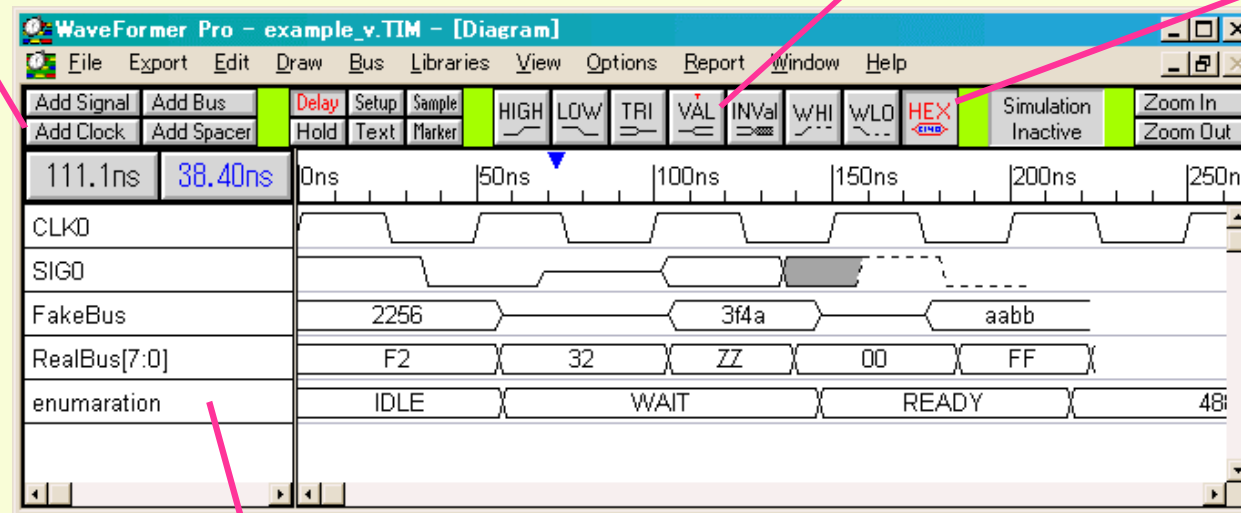 WaveFormer Pro - example_v.TIM - [Diagram]
File Export Edit Draw Bus Libraries View Options Report Window Help
Add Signal Add Bus Delay Setup Sample HIGH LOW TRI VAL INVal WHI WLO HEX Simulation Zoom In
Add Clock Add Spacer Hold Text Marker Inactive Zoom Out
111.1ns 38.40ns 0ns 50ns 100ns 150ns 200ns 250n
CLK0
SIG0
FakeBus 2256 3f4a aabb
RealBus[7:0] F2 32 ZZ 00 FF
enumaration IDLE WAIT READY